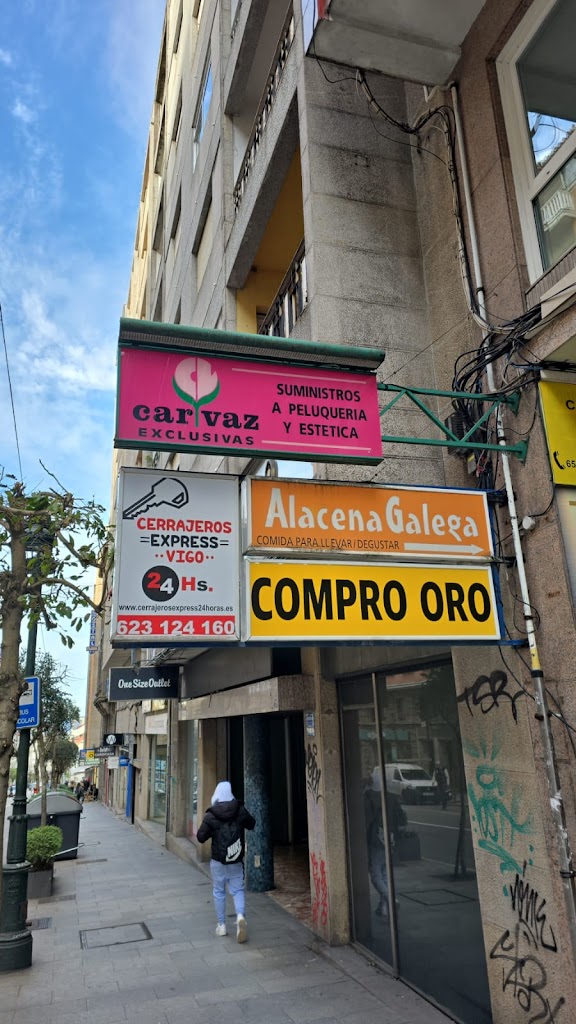 carvaz
EXCLUSIVAS
SUMINISTROS
A PELUQUERIA
Y ESTETICA
CERRAJEROS
EXPRESS
VIGO
24 Hs.
www.cerrajerosexpress24horas.es
623 124 160
Alacena Galega
COMIDA PARA LLEVAR/DEGUSTAR
COMPRO ORO
One Size Outlet
BUS